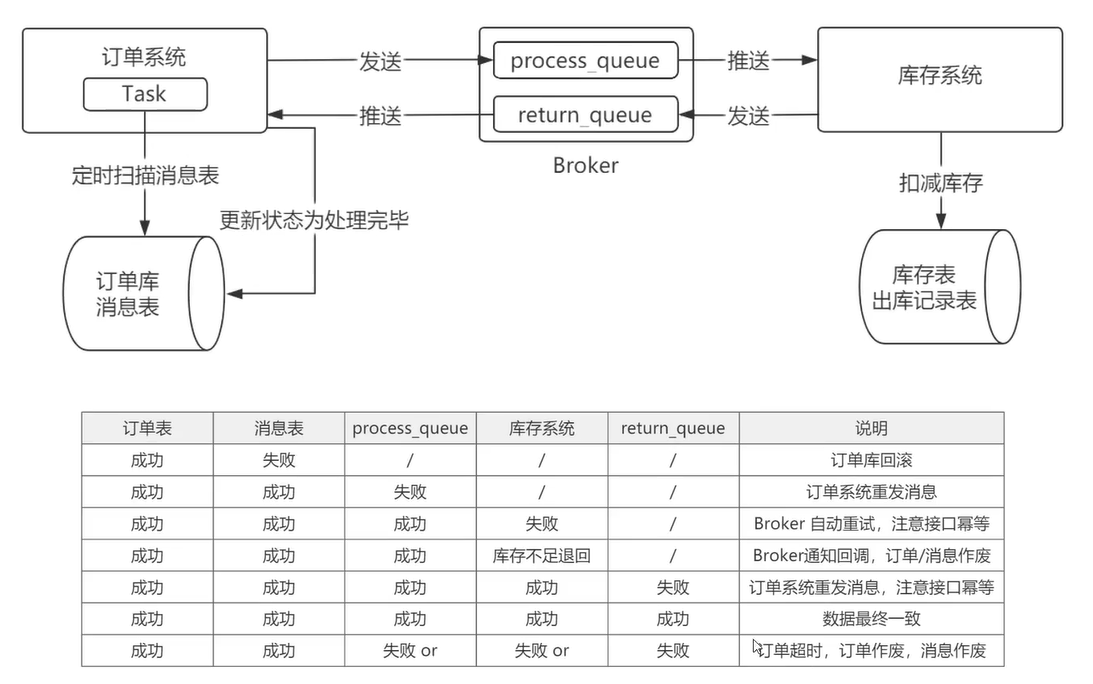 订单系统
Task
发送
process_queue
推送
库存系统
推送
return_queue
发送
Broker
定时扫描消息表
更新状态为处理完毕
扣减库存
订单库
消息表
库存表
出库记录表
订单表 消息表 process_queue 库存系统 return_queue 说明
成功 失败 / / / 订单库回滚
成功 成功 失败 / / 订单系统重发消息
成功 成功 成功 失败 / Broker 自动重试，注意接口幂等
成功 成功 成功 库存不足退回 / Broker通知回调，订单/消息作废
成功 成功 成功 成功 失败 订单系统重发消息，注意接口幂等
成功 成功 成功 成功 成功 数据最终一致
成功 成功 失败 or 失败 or 失败 订单超时，订单作废，消息作废